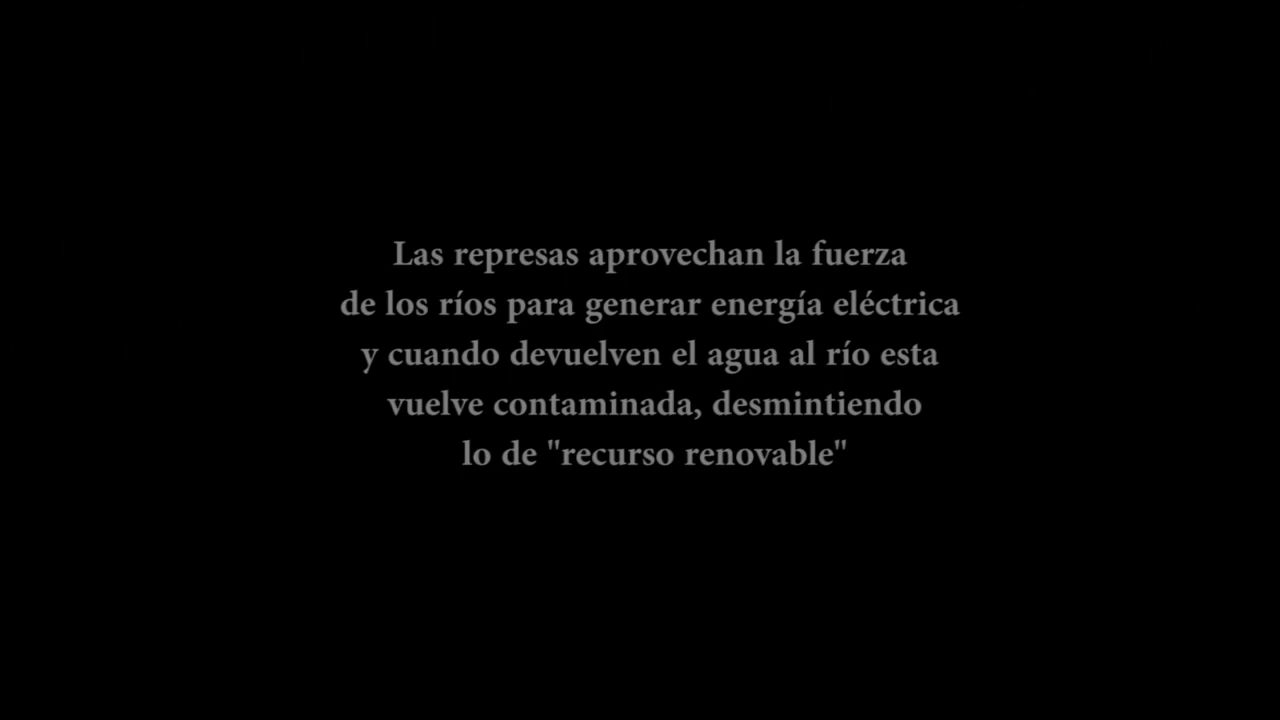 Las represas aprovechan la fuerza
de los ríos para generar energía eléctrica
y cuando devuelven el agua al río esta
vuelve contaminada, desmintiendo
lo de "recurso renovable"